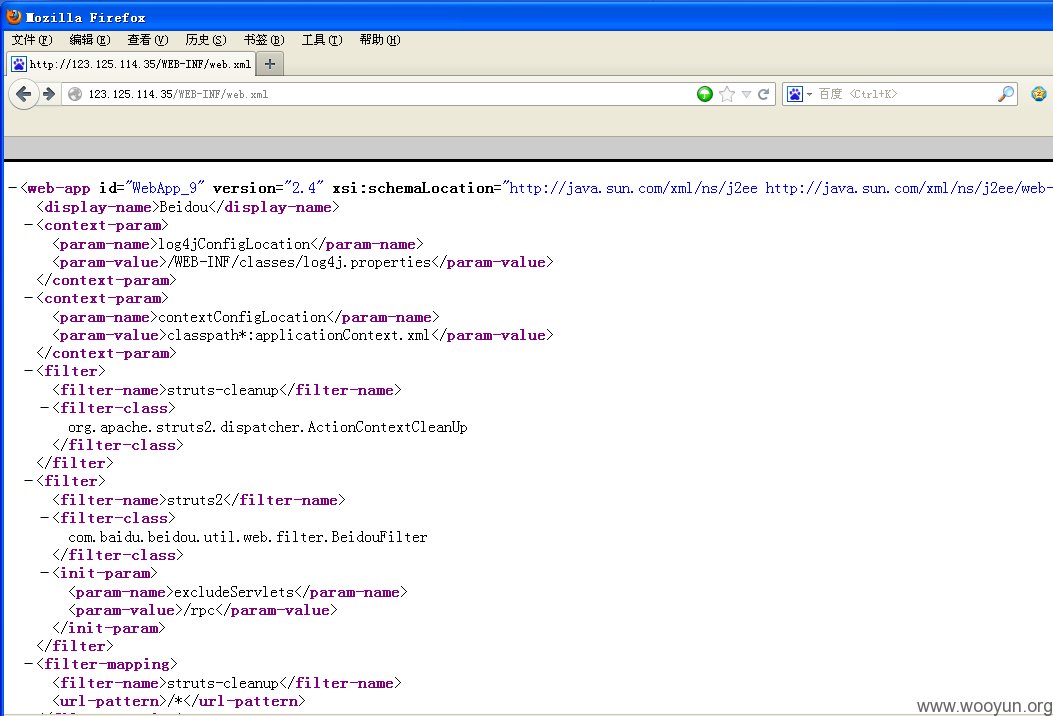 Mozilla Firefox
文件(F) 编辑(E) 查看(V) 历史(S) 书签(B) 工具(T) 帮助(H)
http://123.125.114.35/WEB-INF/web.xml
123.125.114.35/WEB-INF/web.xml 百度 <Ctrl+K>
−<web-app id="WebApp_9" version="2.4" xsi:schemaLocation="http://java.sun.com/xml/ns/j2ee http://java.sun.com/xml/ns/j2ee/web-
<display-name>Beidou</display-name>
−<context-param>
<param-name>log4jConfigLocation</param-name>
<param-value>/WEB-INF/classes/log4j.properties</param-value>
</context-param>
−<context-param>
<param-name>contextConfigLocation</param-name>
<param-value>classpath*:applicationContext.xml</param-value>
</context-param>
−<filter>
<filter-name>struts-cleanup</filter-name>
−<filter-class>
org.apache.struts2.dispatcher.ActionContextCleanUp
</filter-class>
</filter>
−<filter>
<filter-name>struts2</filter-name>
−<filter-class>
com.baidu.beidou.util.web.filter.BeidouFilter
</filter-class>
−<init-param>
<param-name>excludeServlets</param-name>
<param-value>/rpc</param-value>
</init-param>
</filter>
−<filter-mapping>
<filter-name>struts-cleanup</filter-name>
<url-pattern>/*</url-pattern>
www.wooyun.org